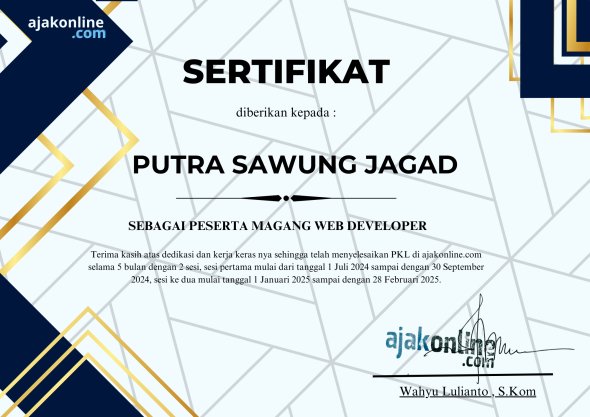 ajakonline
.com
SERTIFIKAT
diberikan kepada :
PUTRA SAWUNG JAGAD
SEBAGAI PESERTA MAGANG WEB DEVELOPER
Terima kasih atas dedikasi dan kerja keras nya sehingga telah menyelesaikan PKL di ajakonline.com
selama 5 bulan dengan 2 sesi, sesi pertama mulai dari tanggal 1 Juli 2024 sampai dengan 30 September
2024, sesi ke dua mulai tanggal 1 Januari 2025 sampai dengan 28 Februari 2025.
ajakonline
.com
Wahyu Lulianto , S.Kom